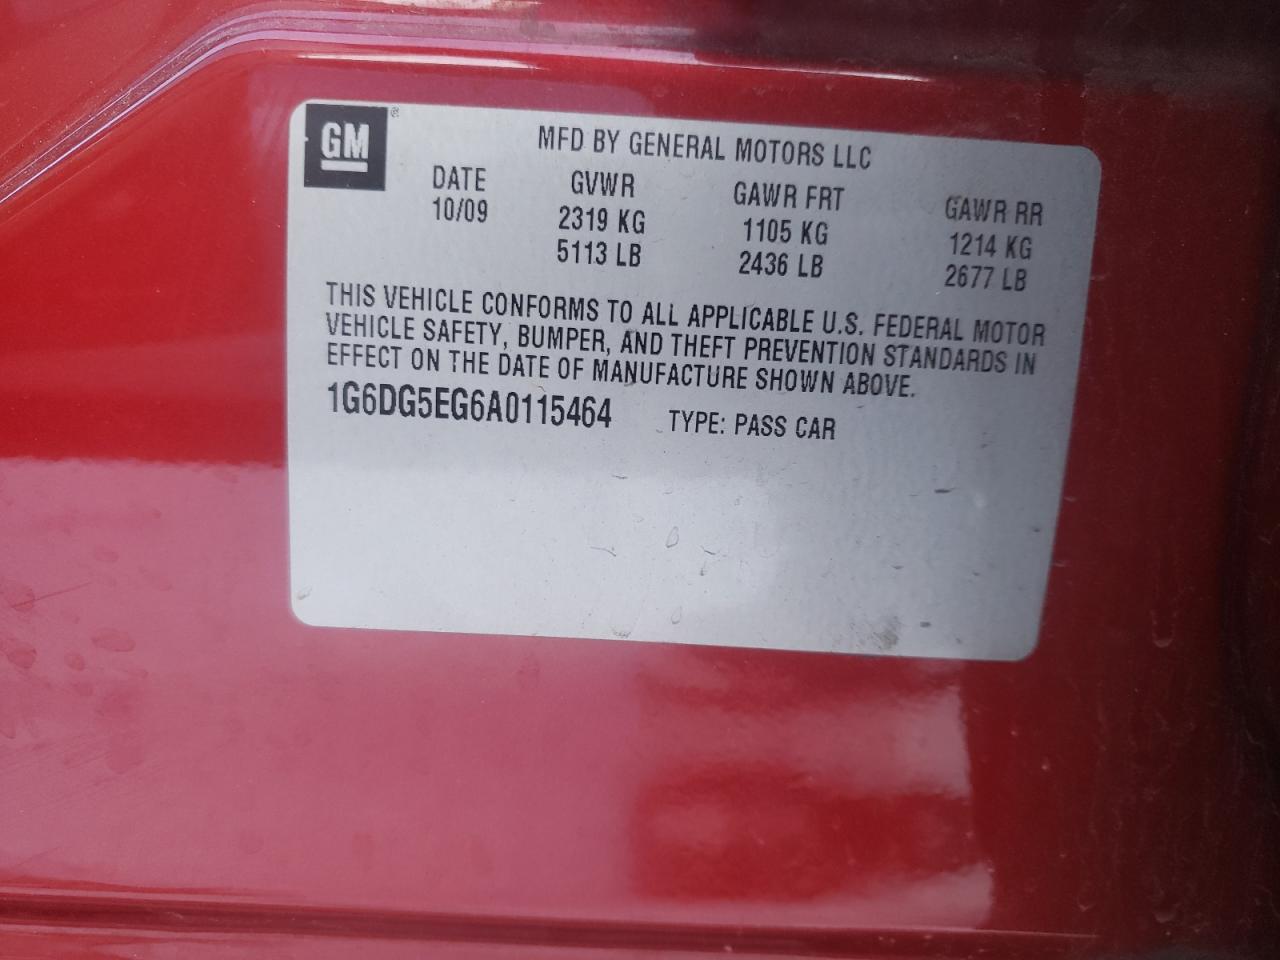 GM ®
MFD BY GENERAL MOTORS LLC
DATE GVWR GAWR FRT GAWR RR
10/09 2319 KG 1105 KG 1214 KG
5113 LB 2436 LB 2677 LB
THIS VEHICLE CONFORMS TO ALL APPLICABLE U.S. FEDERAL MOTOR
VEHICLE SAFETY, BUMPER, AND THEFT PREVENTION STANDARDS IN
EFFECT ON THE DATE OF MANUFACTURE SHOWN ABOVE.
1G6DG5EG6A0115464 TYPE: PASS CAR